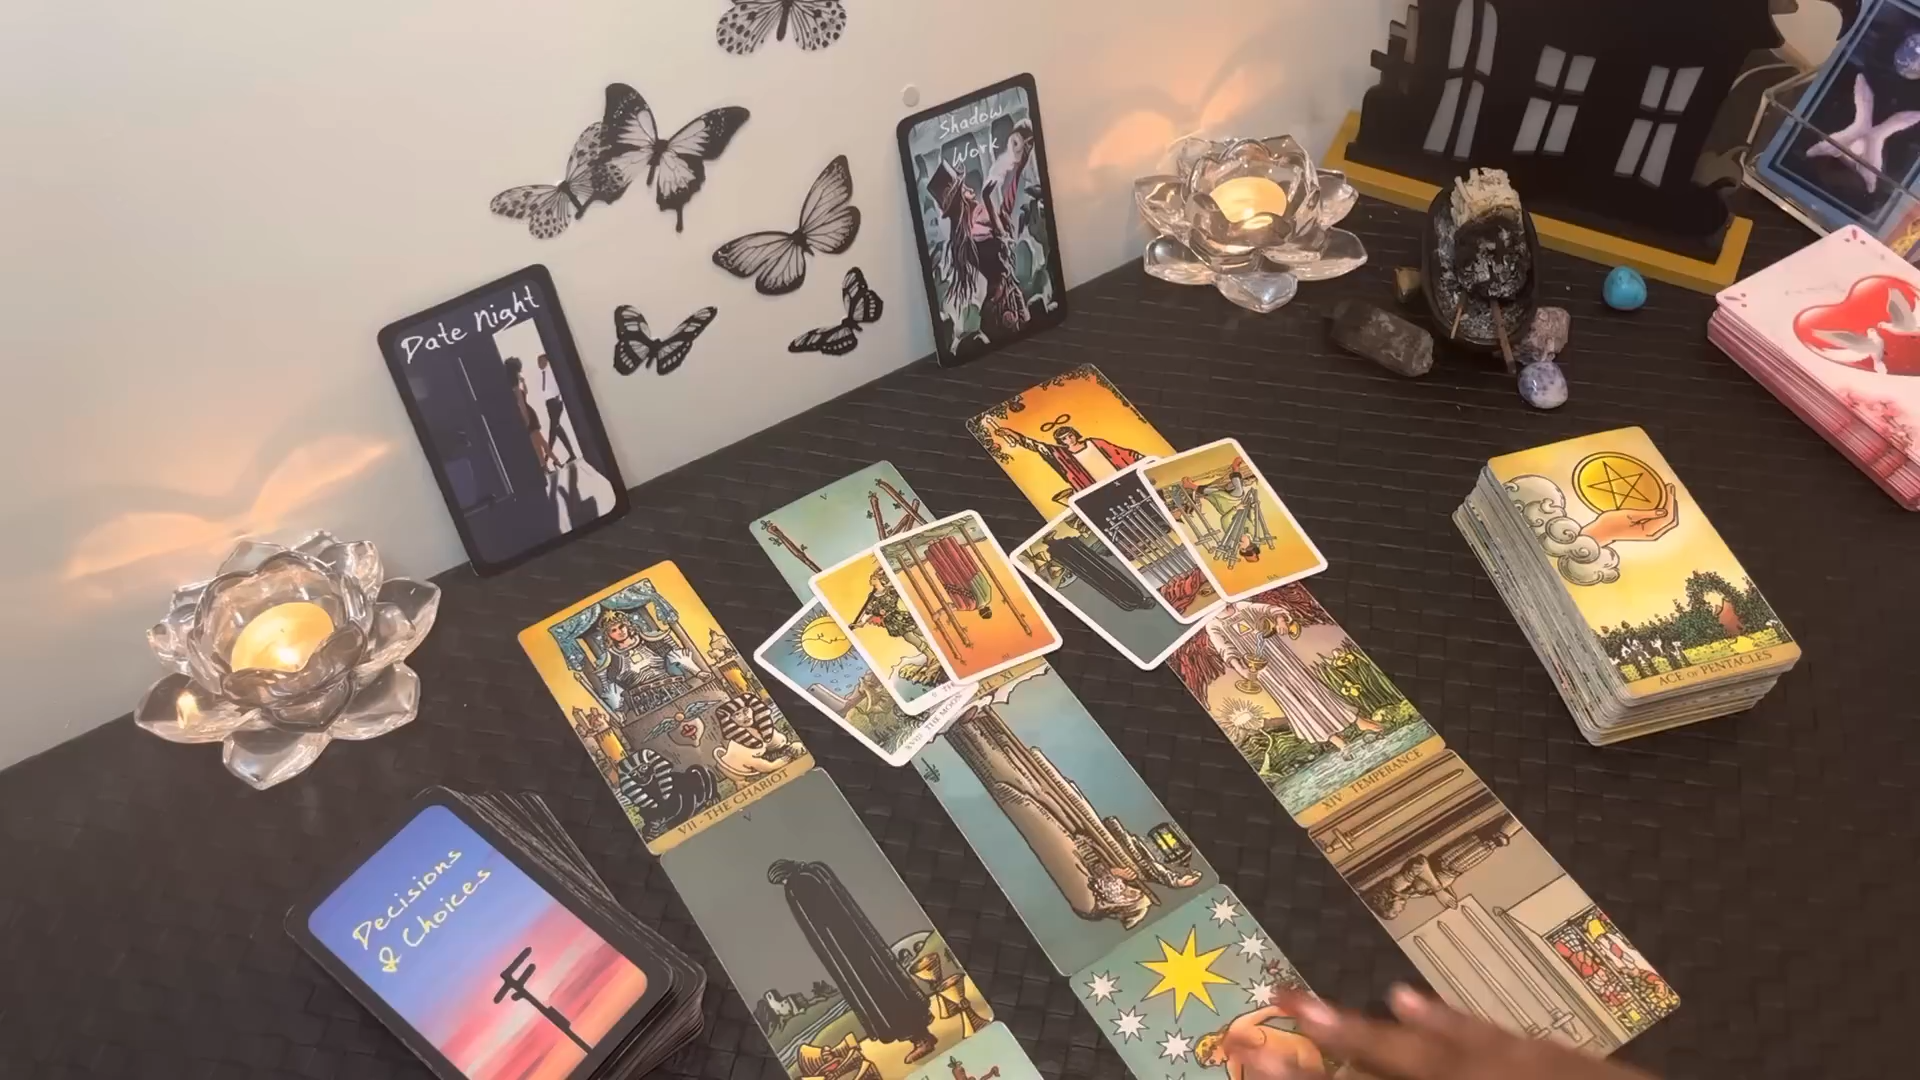 Shadow
Work
Date Night
V
X
VII - THE CHARIOT
XVIII THE MOON
XIV TEMPERANCE
ACE OF PENTACLES
V
Decisions
& Choices